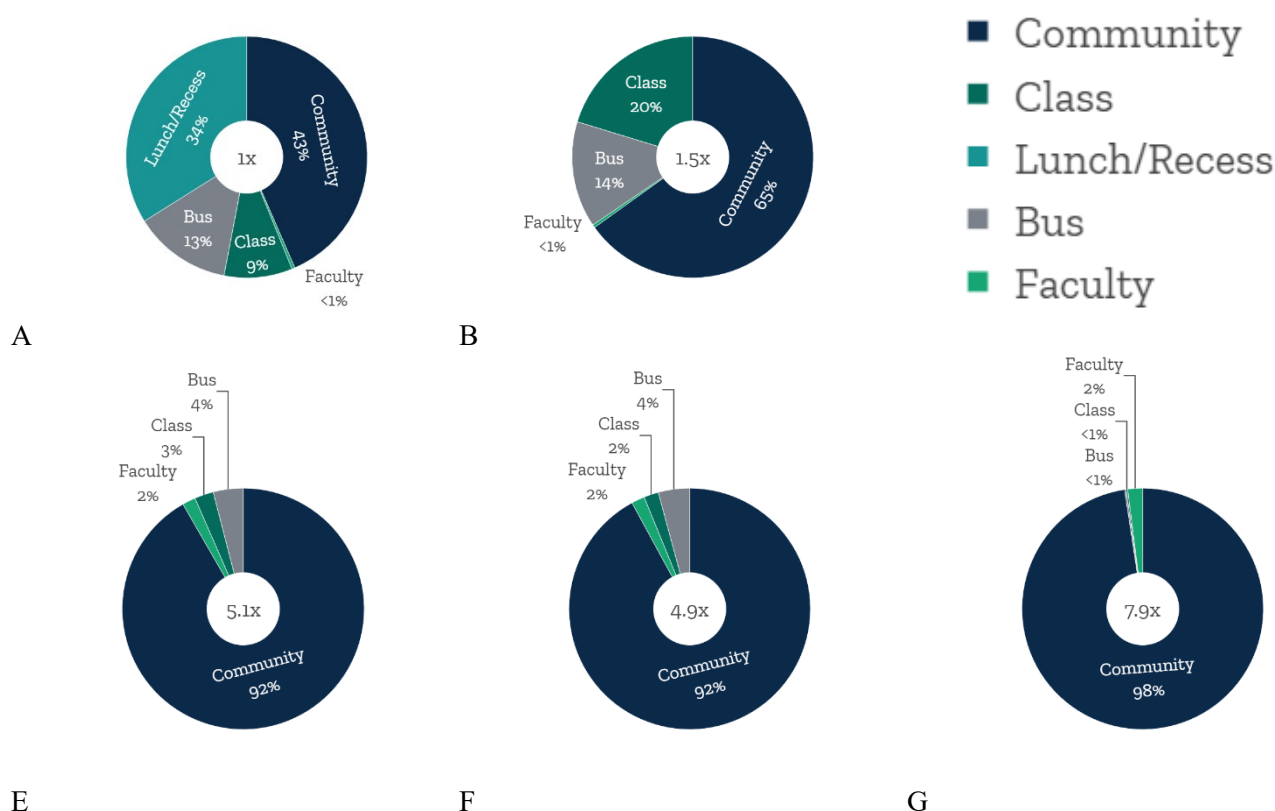 Lunch/Recess
34%
Community
43%
1x
Bus
13%
Class
9%
Faculty
<1%
A
Class
20%
Bus
14%
1.5x
Community
65%
Faculty
<1%
B
Community
Class
Lunch/Recess
Bus
Faculty
Bus
4%
Class
3%
Faculty
2%
5.1x
Community
92%
E
Bus
4%
Class
2%
Faculty
2%
4.9x
Community
92%
F
Faculty
2%
Class
<1%
Bus
<1%
7.9x
Community
98%
G